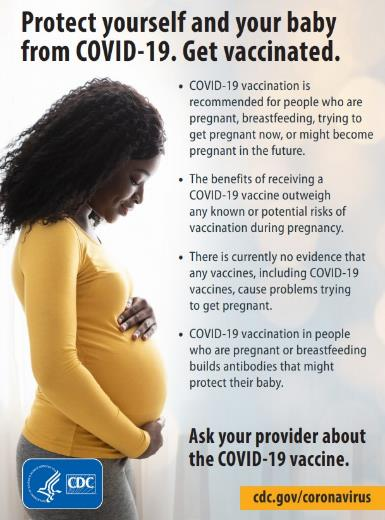 Protect yourself and your baby
from COVID-19. Get vaccinated.
• COVID-19 vaccination is
recommended for people who are
pregnant, breastfeeding, trying to
get pregnant now, or might become
pregnant in the future.
• The benefits of receiving a
COVID-19 vaccine outweigh
any known or potential risks of
vaccination during pregnancy.
• There is currently no evidence that
any vaccines, including COVID-19
vaccines, cause problems trying
to get pregnant.
• COVID-19 vaccination in people
who are pregnant or breastfeeding
builds antibodies that might
protect their baby.
Ask your provider about
the COVID-19 vaccine.
CDC
cdc.gov/coronavirus